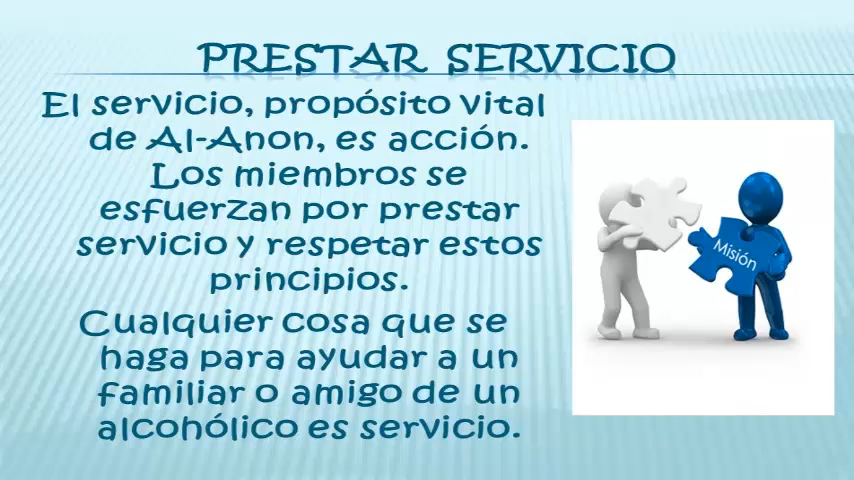 PRESTAR SERVICIO
El servicio, propósito vital
de Al-Anon, es acción.
Los miembros se
esfuerzan por prestar
servicio y respetar estos
principios.
Cualquier cosa que se
haga para ayudar a un
familiar o amigo de un
alcohólico es servicio.
Misión